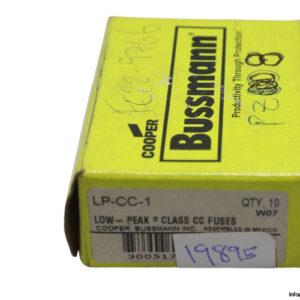 COOPER
Bussmann®
Productivity Through Protection
8
LP-CC-1
QTY. 10
W07
LOW-PEAK® CLASS CC FUSES
COOPER BUSSMANN INC. ASSEMBLED IN MEXICO
300517
19895